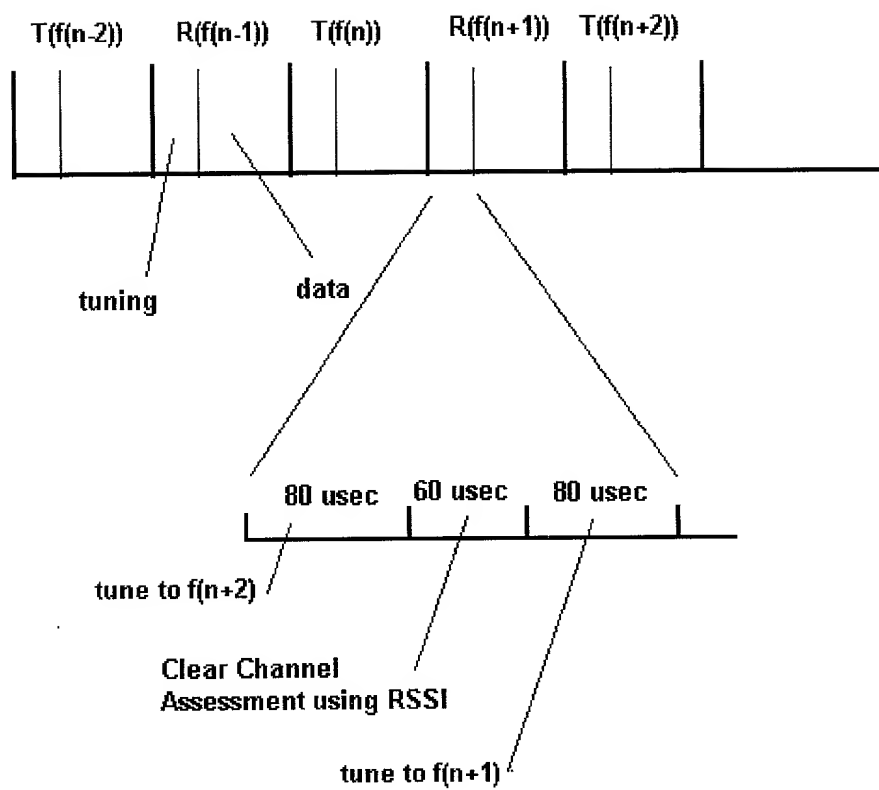 T(f(n-2)) R(f(n-1)) T(f(n)) R(f(n+1)) T(f(n+2))
tuning
data
80 usec 60 usec 80 usec
tune to f(n+2)
Clear Channel
Assessment using RSSI
tune to f(n+1)